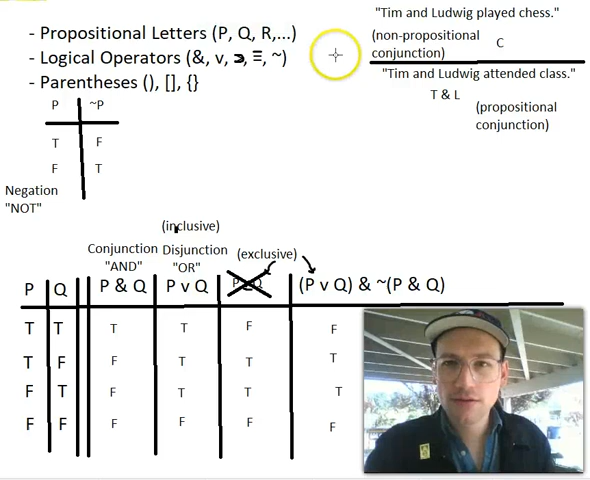 - Propositional Letters (P, Q, R,...)
- Logical Operators (&, v, ⊃, ≡, ~)
- Parentheses (), [], {}
"Tim and Ludwig played chess."
(non-propositional
conjunction)
C
"Tim and Ludwig attended class."
T & L
(propositional
conjunction)
P ~P
T F
F T
Negation
"NOT"
(inclusive)
Conjunction Disjunction (exclusive)
"AND" "OR"
P Q P & Q P v Q (P v Q) & ~(P & Q)
T T T T F F
T F F T T T
F T F T T T
F F F F F F